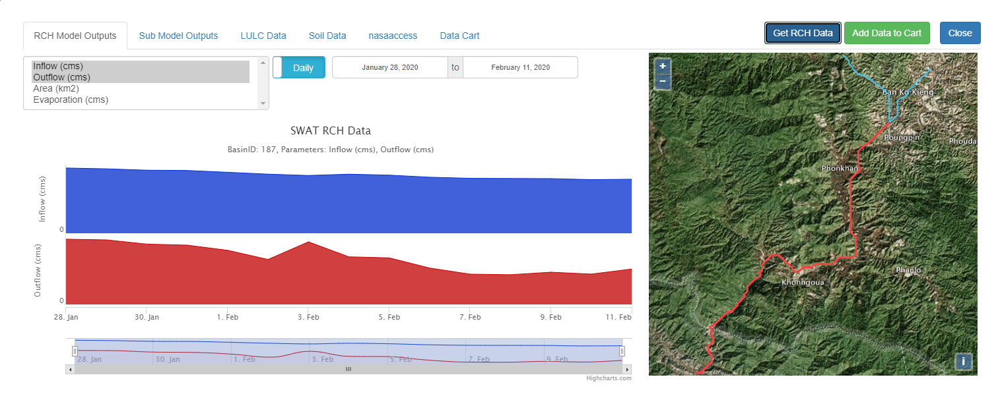 RCH Model Outputs Sub Model Outputs LULC Data Soil Data nasaaccess Data Cart Get RCH Data Add Data to Cart Close
Inflow (cms)
Outflow (cms)
Area (km2)
Evaporation (cms)
Daily January 28, 2020 to February 11, 2020
SWAT RCH Data
BasinID: 187, Parameters: Inflow (cms), Outflow (cms)
Inflow (cms)
0
Outflow (cms)
0
28. Jan 30. Jan 1. Feb 3. Feb 5. Feb 7. Feb 9. Feb 11. Feb
28. Jan 30. Jan 1. Feb 3. Feb 5. Feb 7. Feb 9. Feb
Highcharts.com
+
−
Ban Ko Kieng
Poungpin
Phouda
Phonkhan
Phanlo
Khonngoua
i